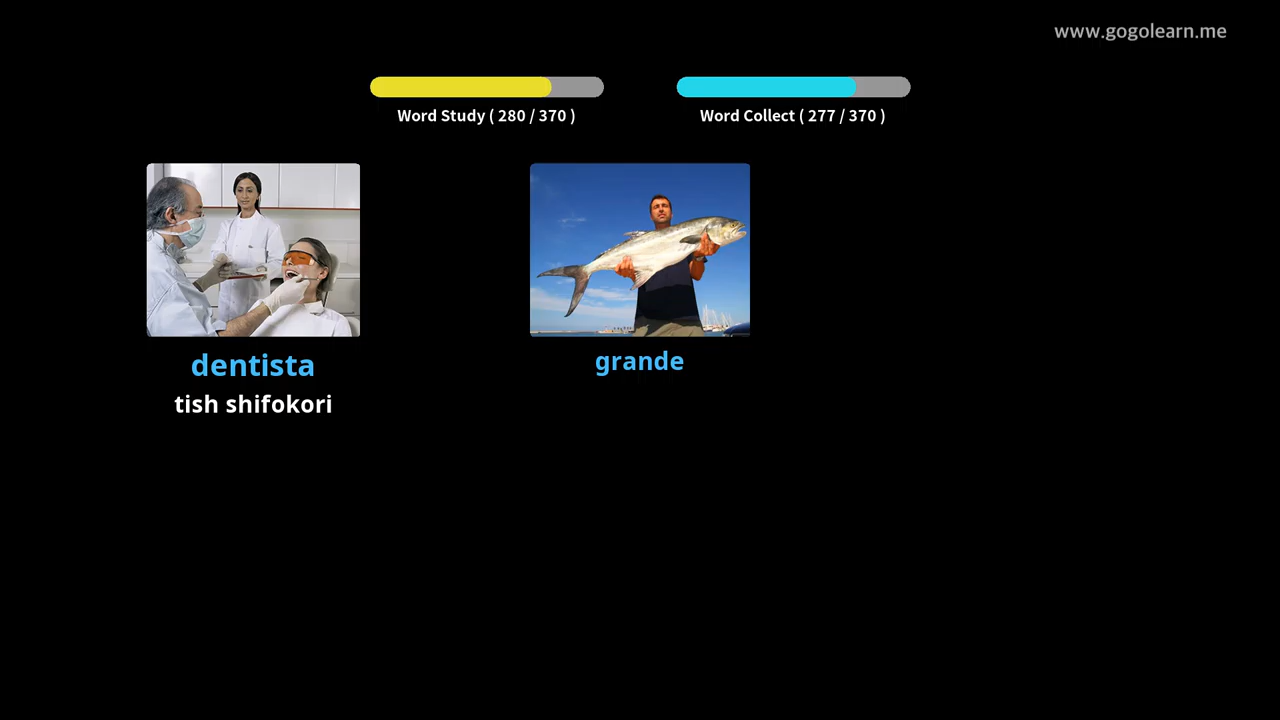 www.gogolearn.me
Word Study ( 280 / 370 )
Word Collect ( 277 / 370 )
dentista
tish shifokori
grande